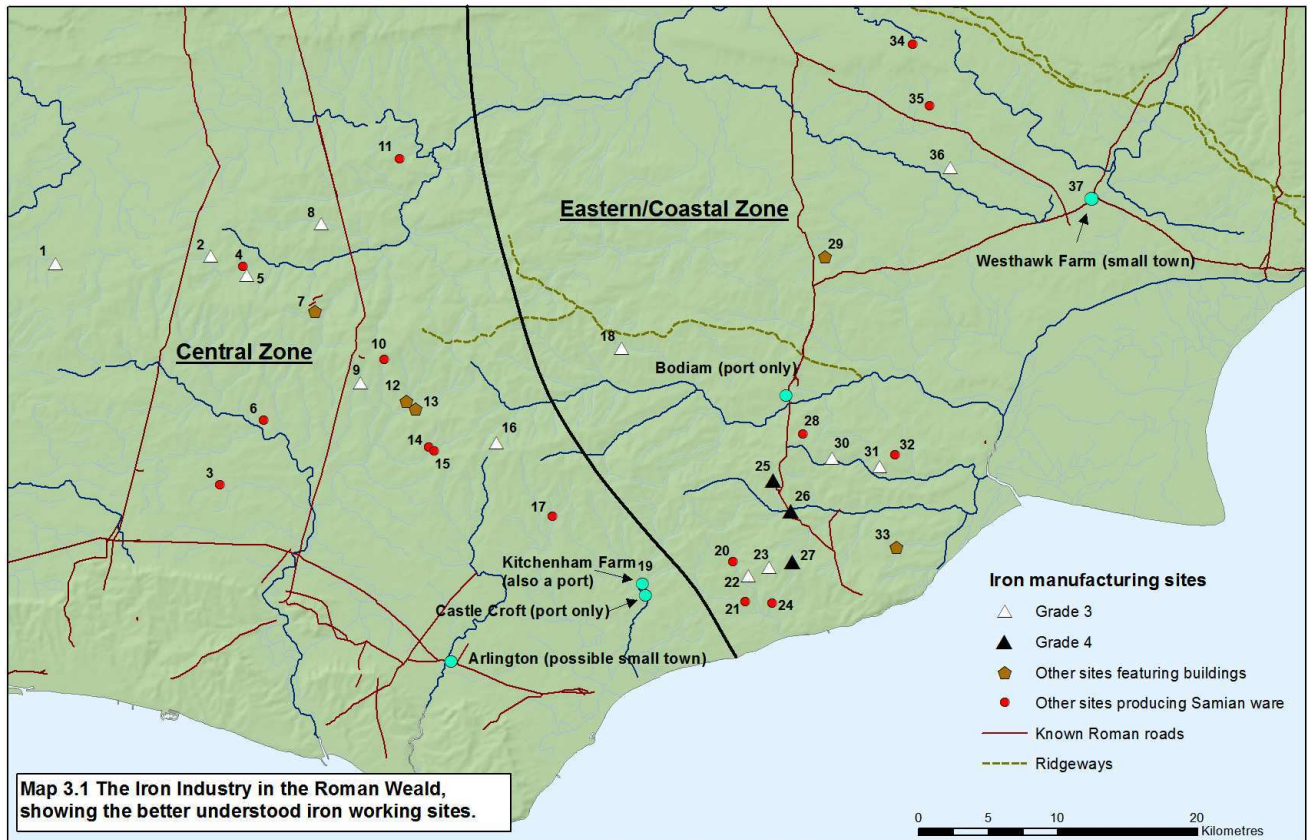 34
35
11
36
37
8
Eastern/Coastal Zone
1
2
4
5
29
Westhawk Farm (small town)
7
18
Central Zone
10
Bodiam (port only)
9
12
13
6
28
16
30
31
32
14
15
25
3
26
17
33
20
23
27
Kitchenham Farm
(also a port)
19
22
Castle Croft (port only)
21
24
Arlington (possible small town)
Iron manufacturing sites
Grade 3
Grade 4
Other sites featuring buildings
Other sites producing Samian ware
Known Roman roads
Ridgeways
Map 3.1 The Iron Industry in the Roman Weald,
showing the better understood iron working sites.
0 5 10 20
Kilometres